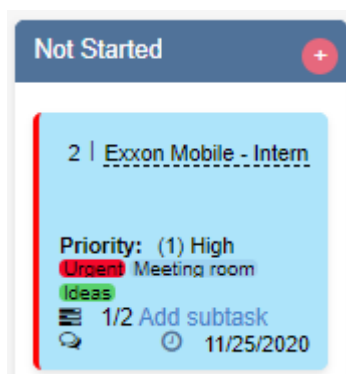 Not Started +
2 | Exxon Mobile - Intern
Priority: (1) High
Urgent Meeting room
Ideas
1/2 Add subtask
11/25/2020